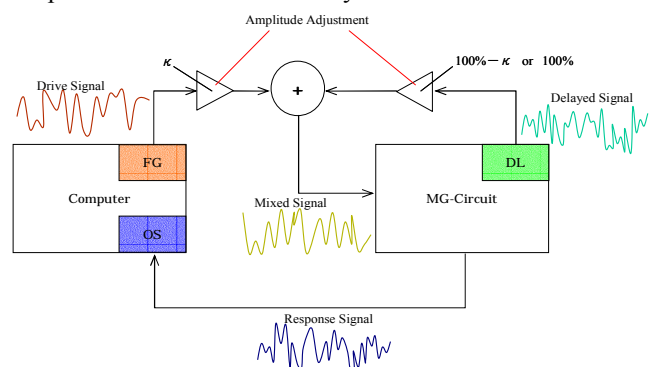 Amplitude Adjustment
κ
100%−κ or 100%
Drive Signal
+
Delayed Signal
FG
DL
Computer
MG-Circuit
Mixed Signal
OS
Response Signal